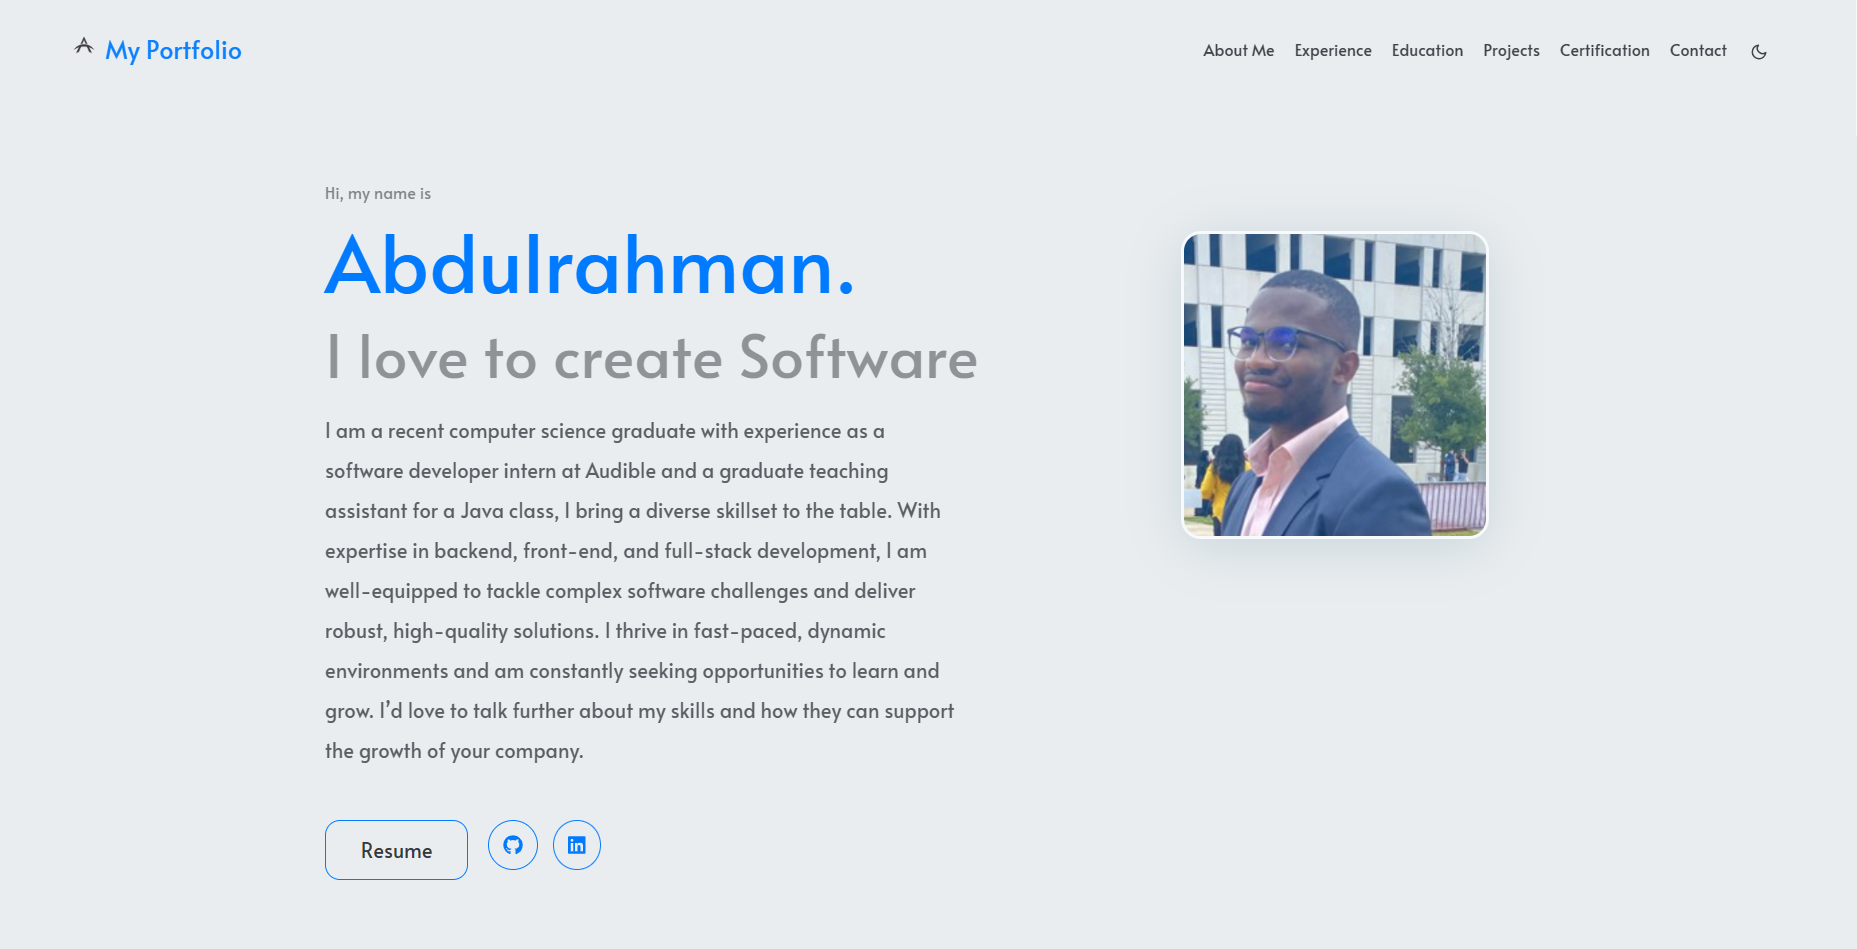 My Portfolio
About Me Experience Education Projects Certification Contact
Hi, my name is
Abdulrahman.
I love to create Software
I am a recent computer science graduate with experience as a
software developer intern at Audible and a graduate teaching
assistant for a Java class, I bring a diverse skillset to the table. With
expertise in backend, front-end, and full-stack development, I am
well-equipped to tackle complex software challenges and deliver
robust, high-quality solutions. I thrive in fast-paced, dynamic
environments and am constantly seeking opportunities to learn and
grow. I’d love to talk further about my skills and how they can support
the growth of your company.
Resume
in